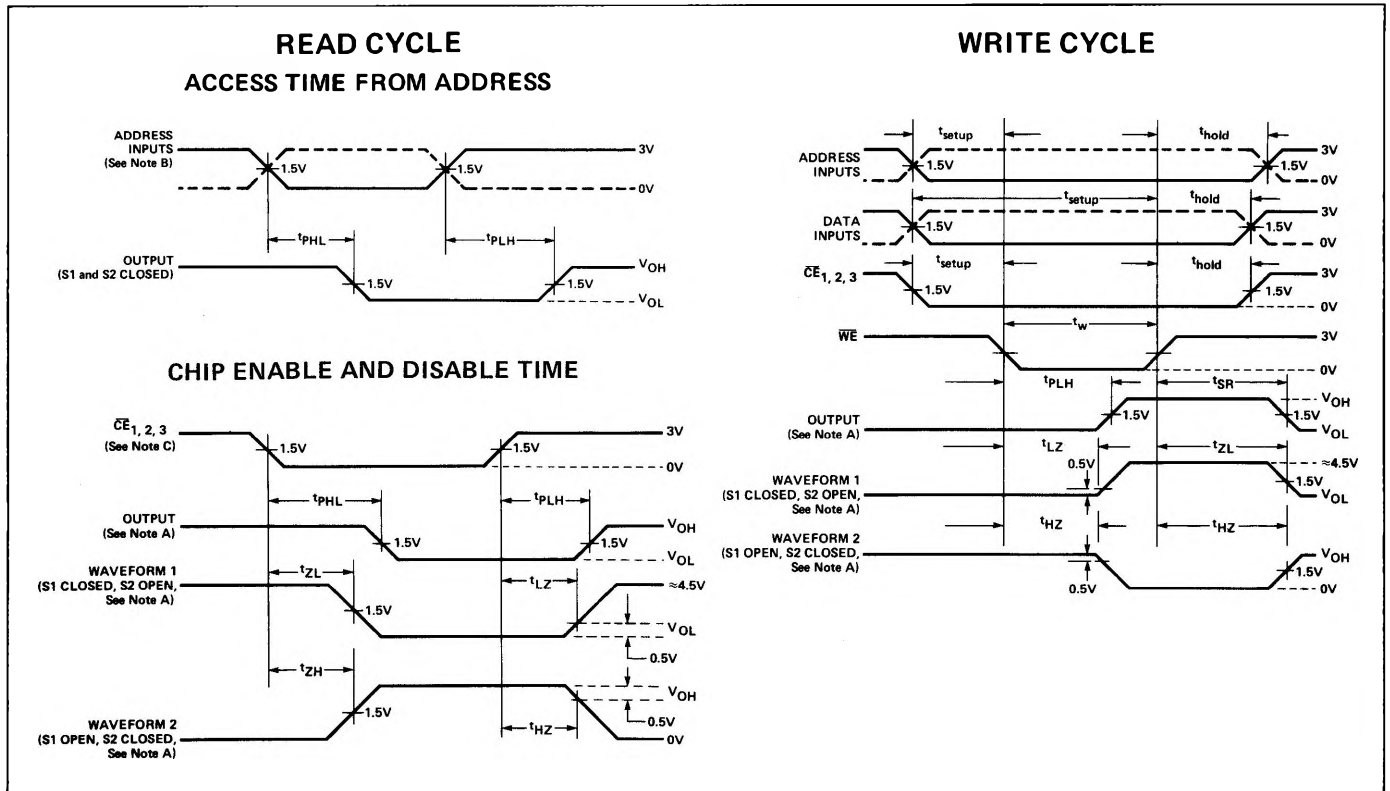 READ CYCLE
ACCESS TIME FROM ADDRESS
ADDRESS
INPUTS
(See Note B)
3V
1.5V
1.5V
0V
tPHL
tPLH
OUTPUT
(S1 and S2 CLOSED)
VOH
1.5V
1.5V
VOL
CHIP ENABLE AND DISABLE TIME
CE1, 2, 3
(See Note C)
3V
1.5V
1.5V
0V
tPHL
tPLH
OUTPUT
(See Note A)
VOH
1.5V
1.5V
VOL
WAVEFORM 1
(S1 CLOSED, S2 OPEN,
See Note A)
tZL
tLZ
≈4.5V
1.5V
VOL
0.5V
tZH
VOH
1.5V
0.5V
WAVEFORM 2
(S1 OPEN, S2 CLOSED,
See Note A)
tHZ
0V
WRITE CYCLE
tsetup
thold
ADDRESS
INPUTS
3V
1.5V
1.5V
0V
tsetup
thold
DATA
INPUTS
3V
1.5V
1.5V
0V
tsetup
thold
CE1, 2, 3
3V
1.5V
1.5V
0V
tw
WE
3V
0V
tPLH
tSR
OUTPUT
(See Note A)
VOH
1.5V
1.5V
VOL
tLZ
tZL
0.5V
≈4.5V
WAVEFORM 1
(S1 CLOSED, S2 OPEN,
See Note A)
1.5V
VOL
tHZ
tHZ
WAVEFORM 2
(S1 OPEN, S2 CLOSED,
See Note A)
VOH
0.5V
1.5V
0V